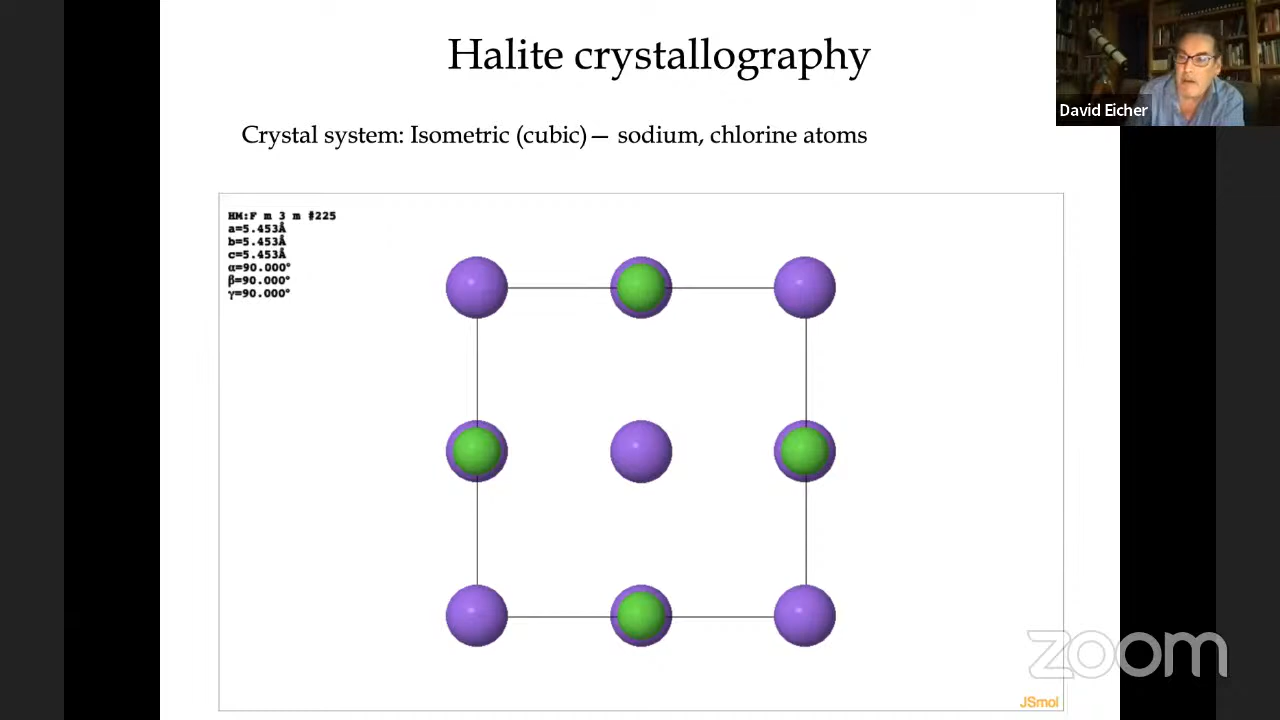 Halite crystallography
David Eicher
Crystal system: Isometric (cubic)— sodium, chlorine atoms
HM:F m 3 m #225
a=5.453Å
b=5.453Å
c=5.453Å
α=90.000°
β=90.000°
γ=90.000°
zoom
JSmol